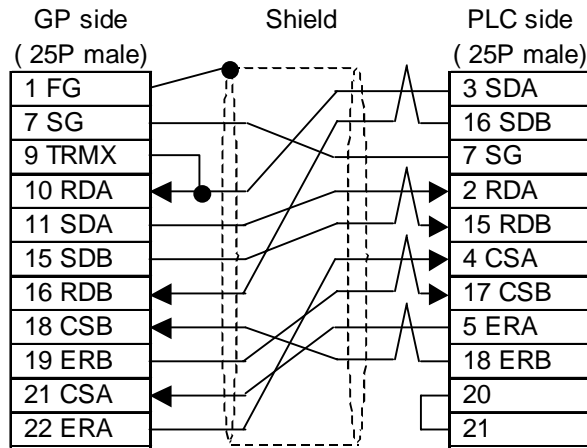 GP side Shield PLC side
( 25P male) ( 25P male)
1 FG 3 SDA
7 SG 16 SDB
9 TRMX 7 SG
10 RDA 2 RDA
11 SDA 15 RDB
15 SDB 4 CSA
16 RDB 17 CSB
18 CSB 5 ERA
19 ERB 18 ERB
21 CSA 20
22 ERA 21